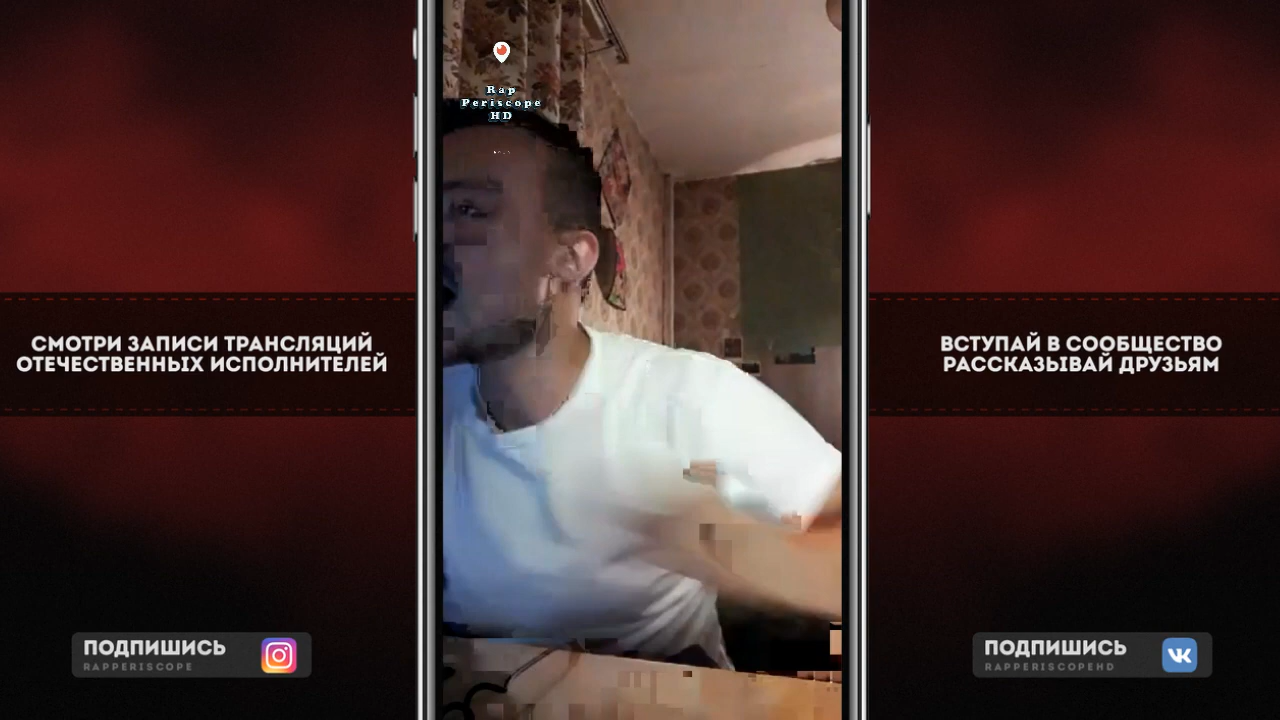 Rap
Periscope
HD
СМОТРИ ЗАПИСИ ТРАНСЛЯЦИЙ
ОТЕЧЕСТВЕННЫХ ИСПОЛНИТЕЛЕЙ
ВСТУПАЙ В СООБЩЕСТВО
РАССКАЗЫВАЙ ДРУЗЬЯМ
ПОДПИШИСЬ
RAPPERISCOPE
ПОДПИШИСЬ
RAPPERISCOPEHD